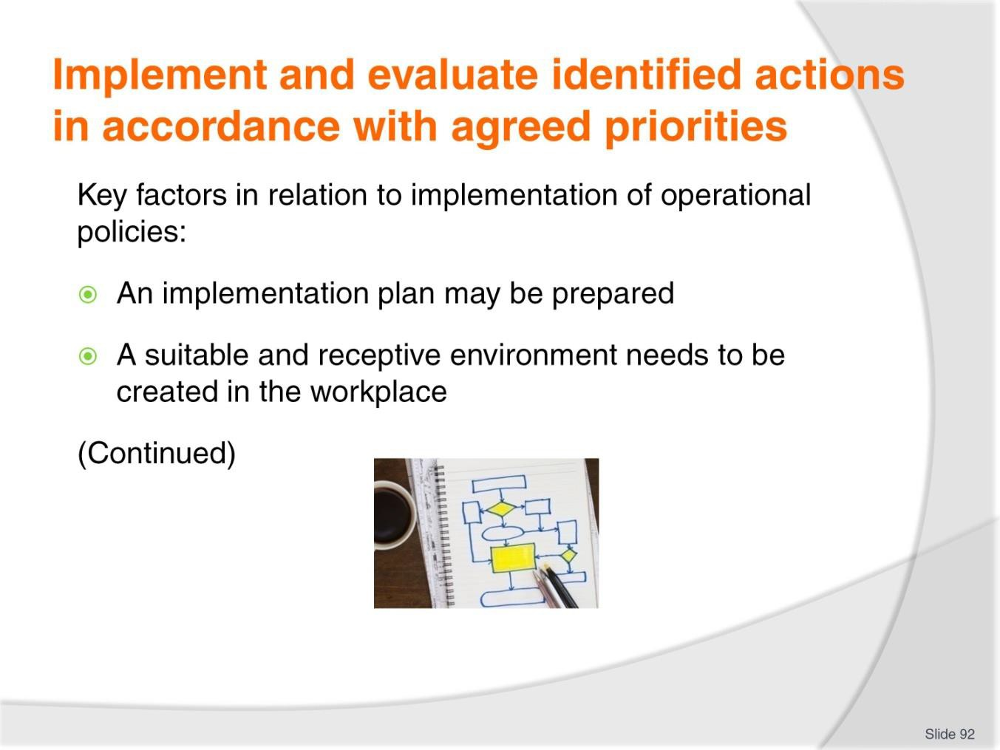 Implement and evaluate identified actions
in accordance with agreed priorities
Key factors in relation to implementation of operational
policies:
An implementation plan may be prepared
A suitable and receptive environment needs to be
created in the workplace
(Continued)
Slide 92